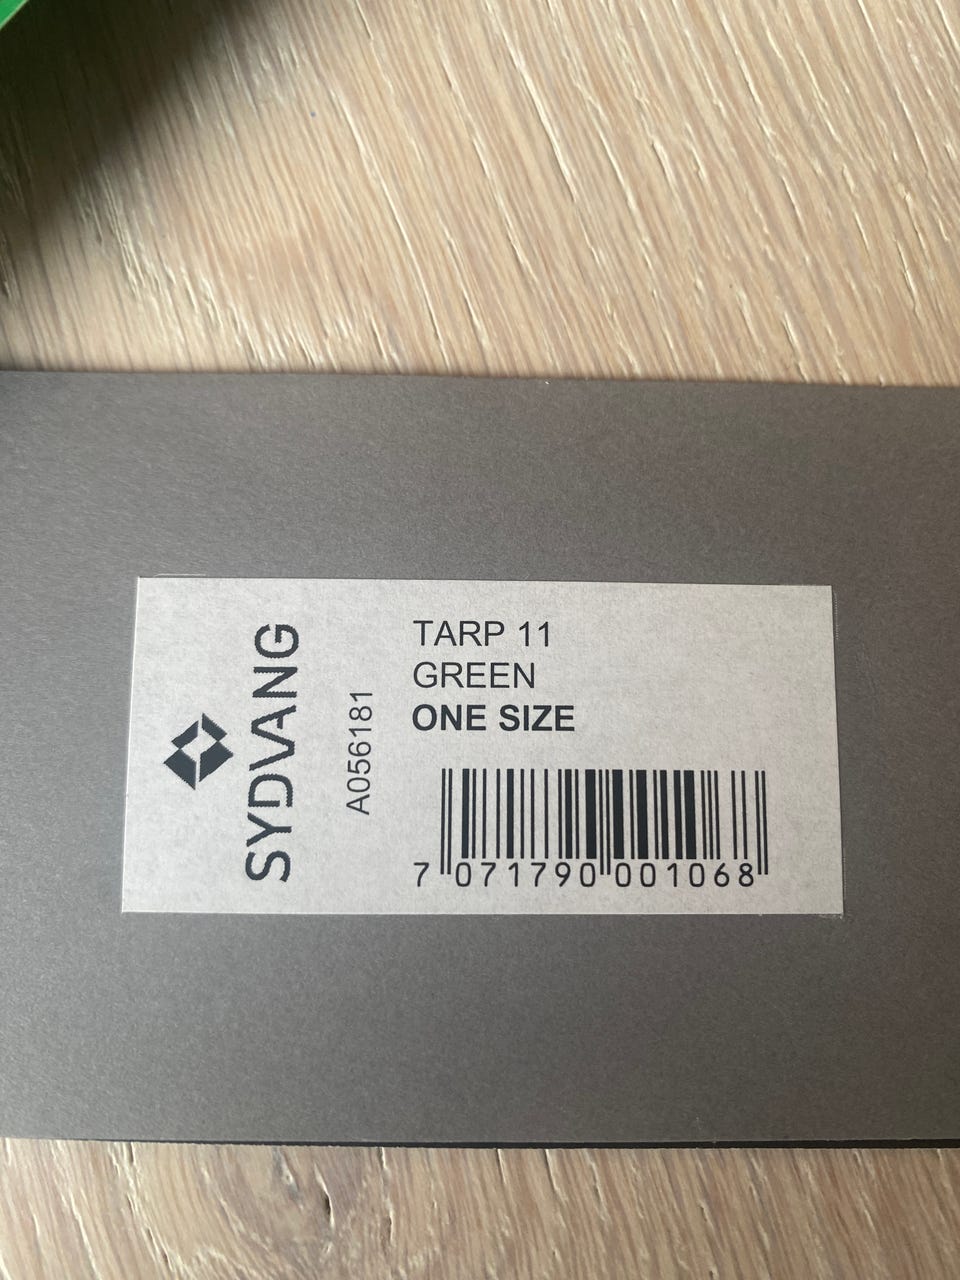 SYDVANG
A056181
TARP 11
GREEN
ONE SIZE
7 071790 001068